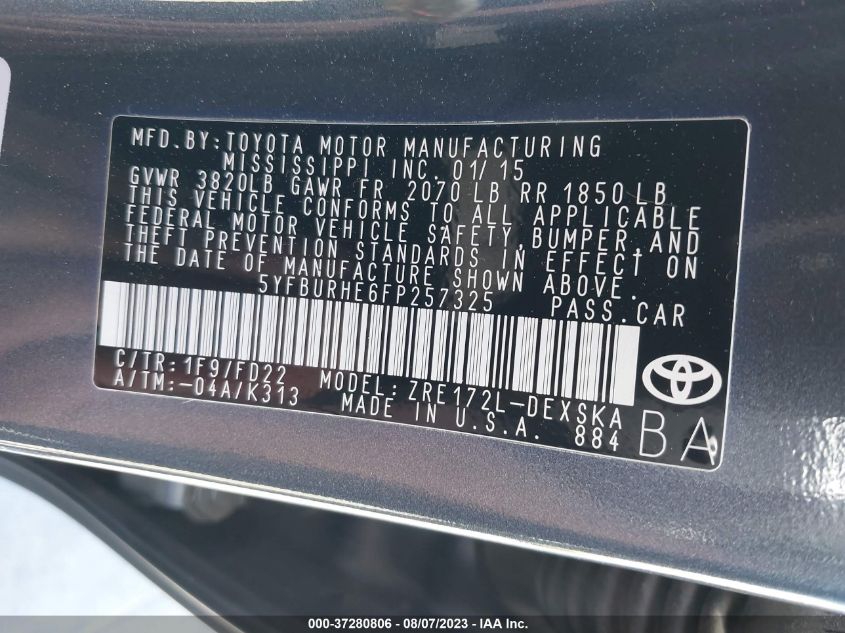 MFD.BY:TOYOTA MOTOR MANUFACTURING
MISSISSIPPI INC. 01/15
GVWR 3820LB GAWR FR 2070 LB RR 1850 LB
THIS VEHICLE CONFORMS TO ALL APPLICABLE
FEDERAL MOTOR VEHICLE SAFETY,BUMPER,AND
THEFT PREVENTION STANDARDS IN EFFECT ON
THE DATE OF MANUFACTURE SHOWN ABOVE.
5YFBURHE6FP257325 PASS.CAR
C/TR:1F9/FD22 MODEL:ZRE172L-DEXSKA
A/TM:-04A/K313 MADE IN U.S.A. 884
BA
000-37280806 - 08/07/2023 - IAA Inc.